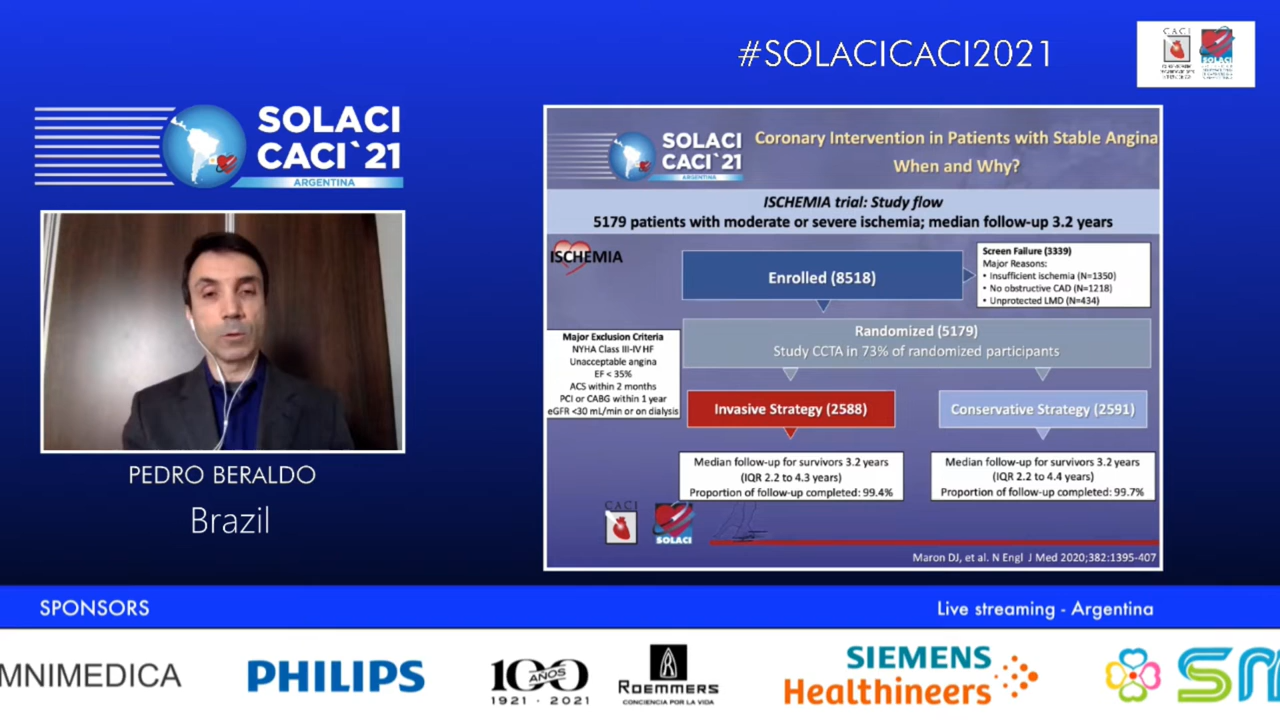 #SOLACICACI2021
CACI
SOLACI
SOLACI
CACI`21
ARGENTINA
PEDRO BERALDO
Brazil
SOLACI
CACI`21
ARGENTINA
Coronary Intervention in Patients with Stable Angina
When and Why?
ISCHEMIA trial: Study flow
5179 patients with moderate or severe ischemia; median follow-up 3.2 years
ISCHEMIA
Enrolled (8518)
Screen Failure (3339)
Major Reasons:
• Insufficient ischemia (N=1350)
• No obstructive CAD (N=1218)
• Unprotected LMD (N=434)
Randomized (5179)
Study CCTA in 73% of randomized participants
Major Exclusion Criteria
NYHA Class III-IV HF
Unacceptable angina
EF < 35%
ACS within 2 months
PCI or CABG within 1 year
eGFR <30 mL/min or on dialysis
Invasive Strategy (2588)
Conservative Strategy (2591)
Median follow-up for survivors 3.2 years
(IQR 2.2 to 4.3 years)
Proportion of follow-up completed: 99.4%
Median follow-up for survivors 3.2 years
(IQR 2.2 to 4.4 years)
Proportion of follow-up completed: 99.7%
CACI
SOLACI
Maron DJ, et al. N Engl J Med 2020;382:1395-407
SPONSORS
Live streaming - Argentina
MNIMEDICA
PHILIPS
100
AÑOS
1921 · 2021
R
ROEMMERS
CONCIENCIA POR LA VIDA
SIEMENS
Healthineers